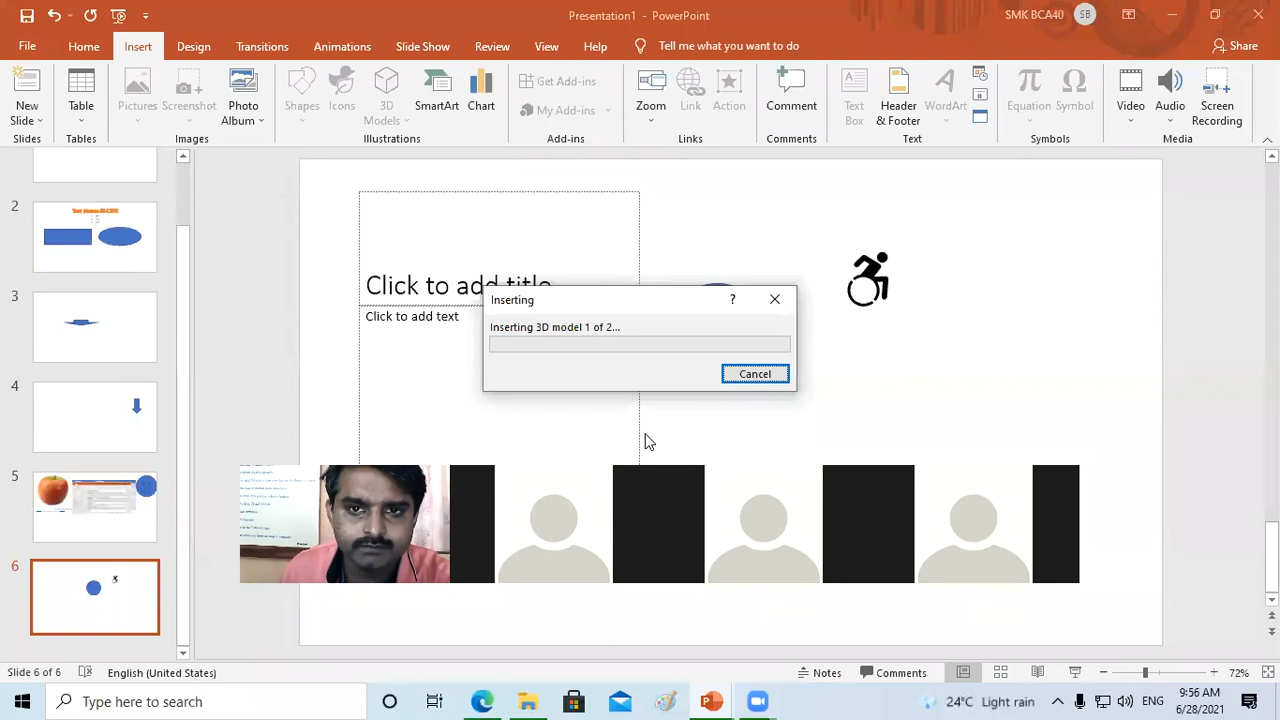 Presentation1 - PowerPoint
SMK BCA40
SB
File
Home
Insert
Design
Transitions
Animations
Slide Show
Review
View
Help
Tell me what you want to do
Share
New Slide
Table
Pictures
Screenshot
Photo Album
Shapes
Icons
3D Models
SmartArt
Chart
Get Add-ins
My Add-ins
Zoom
Link
Action
Comment
Text Box
Header & Footer
WordArt
Equation
Symbol
Video
Audio
Screen Recording
Slides
Tables
Images
Illustrations
Add-ins
Links
Comments
Text
Symbols
Media
2
3
4
5
6
Click to add title
Click to add text
Inserting
?
Inserting 3D model 1 of 2...
Cancel
Slide 6 of 6
English (United States)
Notes
Comments
72%
Type here to search
24°C Light rain
ENG
9:56 AM
6/28/2021